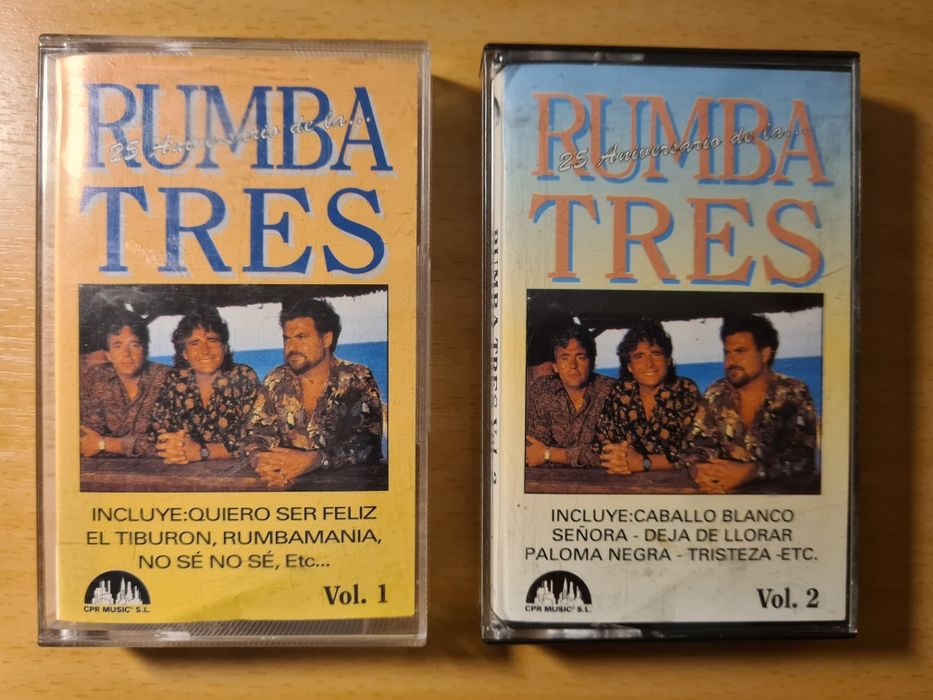 RUMBA
25 Aniversario de la...
TRES
INCLUYE:QUIERO SER FELIZ
EL TIBURON, RUMBAMANIA,
NO SÉ NO SÉ, Etc...
CPR MUSIC® S.L.
Vol. 1
RUMBA
25 Aniversario de la...
TRES
RUMBA TRES Vol. 2
INCLUYE:CABALLO BLANCO
SEÑORA - DEJA DE LLORAR
PALOMA NEGRA - TRISTEZA -ETC.
CPR MUSIC® S.L.
Vol. 2